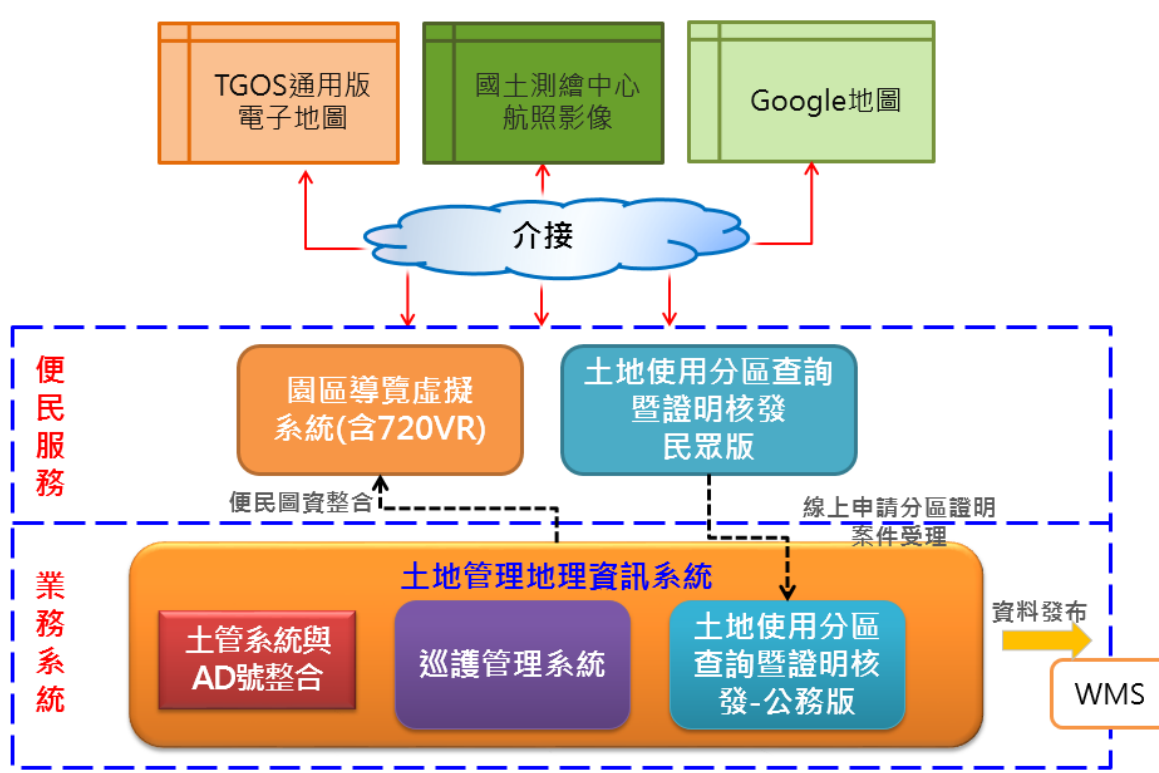 TGOS通用版
電子地圖
國土測繪中心
航照影像
Google地圖
介接
便民服務
園區導覽虛擬
系統(含720VR)
土地使用分區查詢
暨證明核發
民眾版
便民圖資整合
線上申請分區證明
案件受理
業務系統
土地管理地理資訊系統
土管系統與
AD號整合
巡護管理系統
土地使用分區
查詢暨證明核
發-公務版
資料發布
WMS